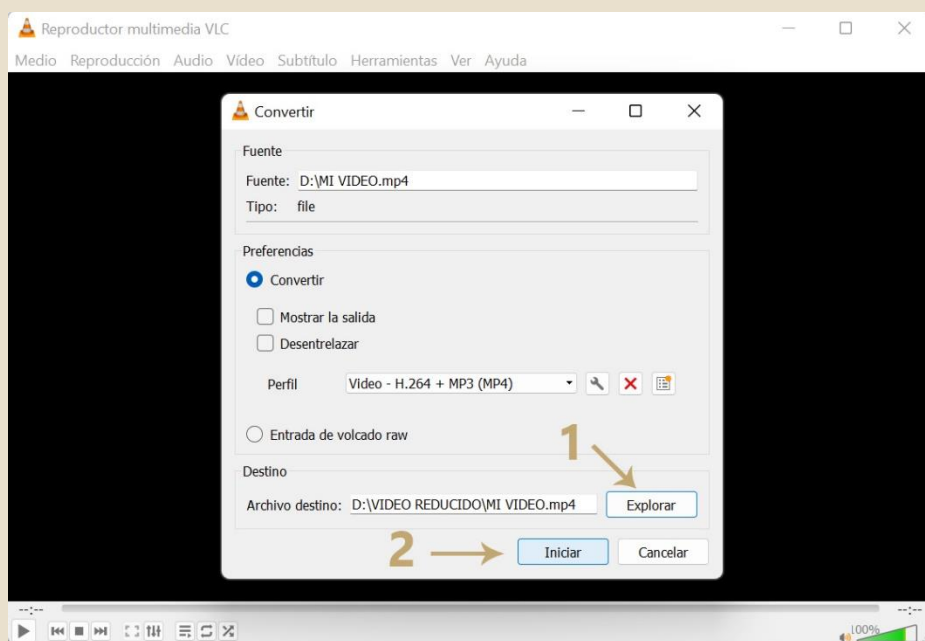 Reproductor multimedia VLC
Medio Reproducción Audio Vídeo Subtítulo Herramientas Ver Ayuda
Convertir
Fuente
Fuente: D:\MI VIDEO.mp4
Tipo: file
Preferencias
Convertir
Mostrar la salida
Desentrelazar
Perfil Video - H.264 + MP3 (MP4)
Entrada de volcado raw
1
Destino
Archivo destino: D:\VIDEO REDUCIDO\MI VIDEO.mp4 Explorar
2 Iniciar Cancelar
--:-- --:--
100%